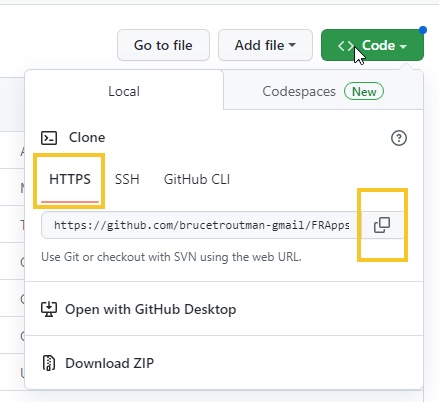 Go to file
Add file
<> Code
Local
Codespaces New
Clone
HTTPS SSH GitHub CLI
https://github.com/brucetroutman-gmail/FRApps
Use Git or checkout with SVN using the web URL.
Open with GitHub Desktop
Download ZIP